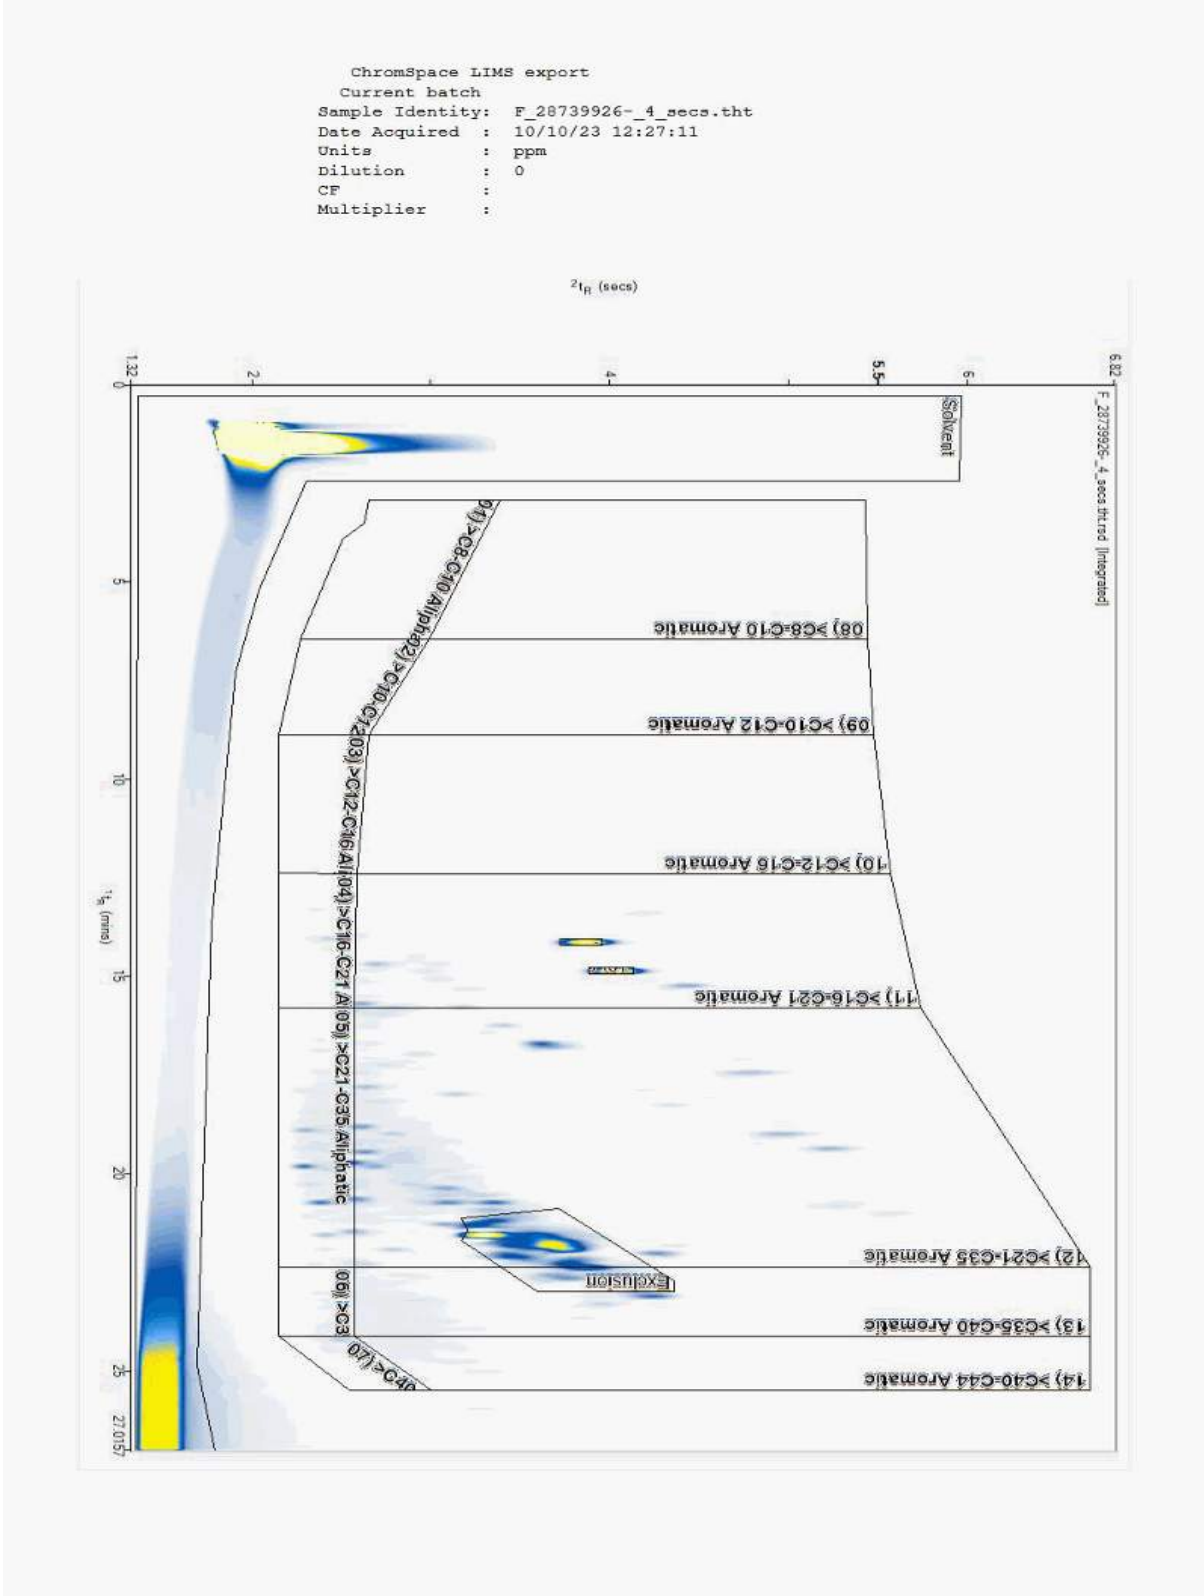 ChromSpace LIMS export
Current batch
Sample Identity: F_28739926-_4_secs.tht
Date Acquired : 10/10/23 12:27:11
Units : ppm
Dilution : 0
CF :
Multiplier :
²tR (secs)
1.32
2
4
5.5
6
6.82
F_28739926-_4_secs.tht.rsd [Integrated]
Solvent
0
5
10
15
20
25
27.0157
¹tR (mins)
01) >C8-C10 Alipha
02) >C10-C12
03) >C12-C16 Ali
04) >C16-C21 A
05) >C21-C35 Aliphatic
06) >C3
07) >C40
08) >C8-C10 Aromatic
09) >C10-C12 Aromatic
10) >C12-C16 Aromatic
11) >C16-C21 Aromatic
12) >C21-C35 Aromatic
Exclusion
13) >C35-C40 Aromatic
14) >C40-C44 Aromatic